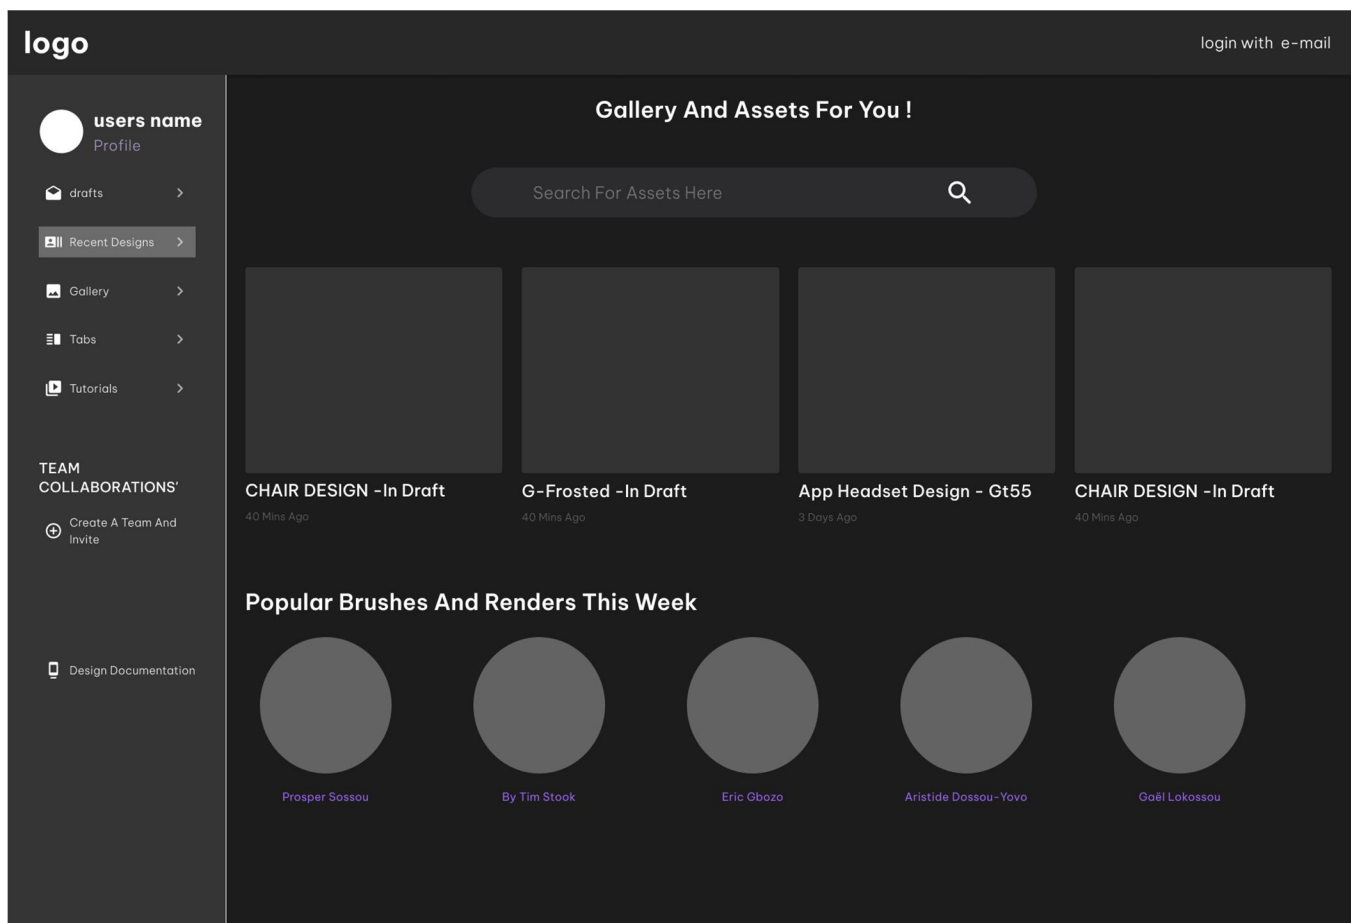 logo
login with e-mail
users name
Profile
drafts
Recent Designs
Gallery
Tabs
Tutorials
TEAM
COLLABORATIONS'
Create A Team And
Invite
Design Documentation
Gallery And Assets For You !
Search For Assets Here
CHAIR DESIGN -In Draft
40 Mins Ago
G-Frosted -In Draft
40 Mins Ago
App Headset Design - Gt55
3 Days Ago
CHAIR DESIGN -In Draft
40 Mins Ago
Popular Brushes And Renders This Week
Prosper Sossou
By Tim Stook
Eric Gbozo
Aristide Dossou-Yovo
Gaël Lokossou